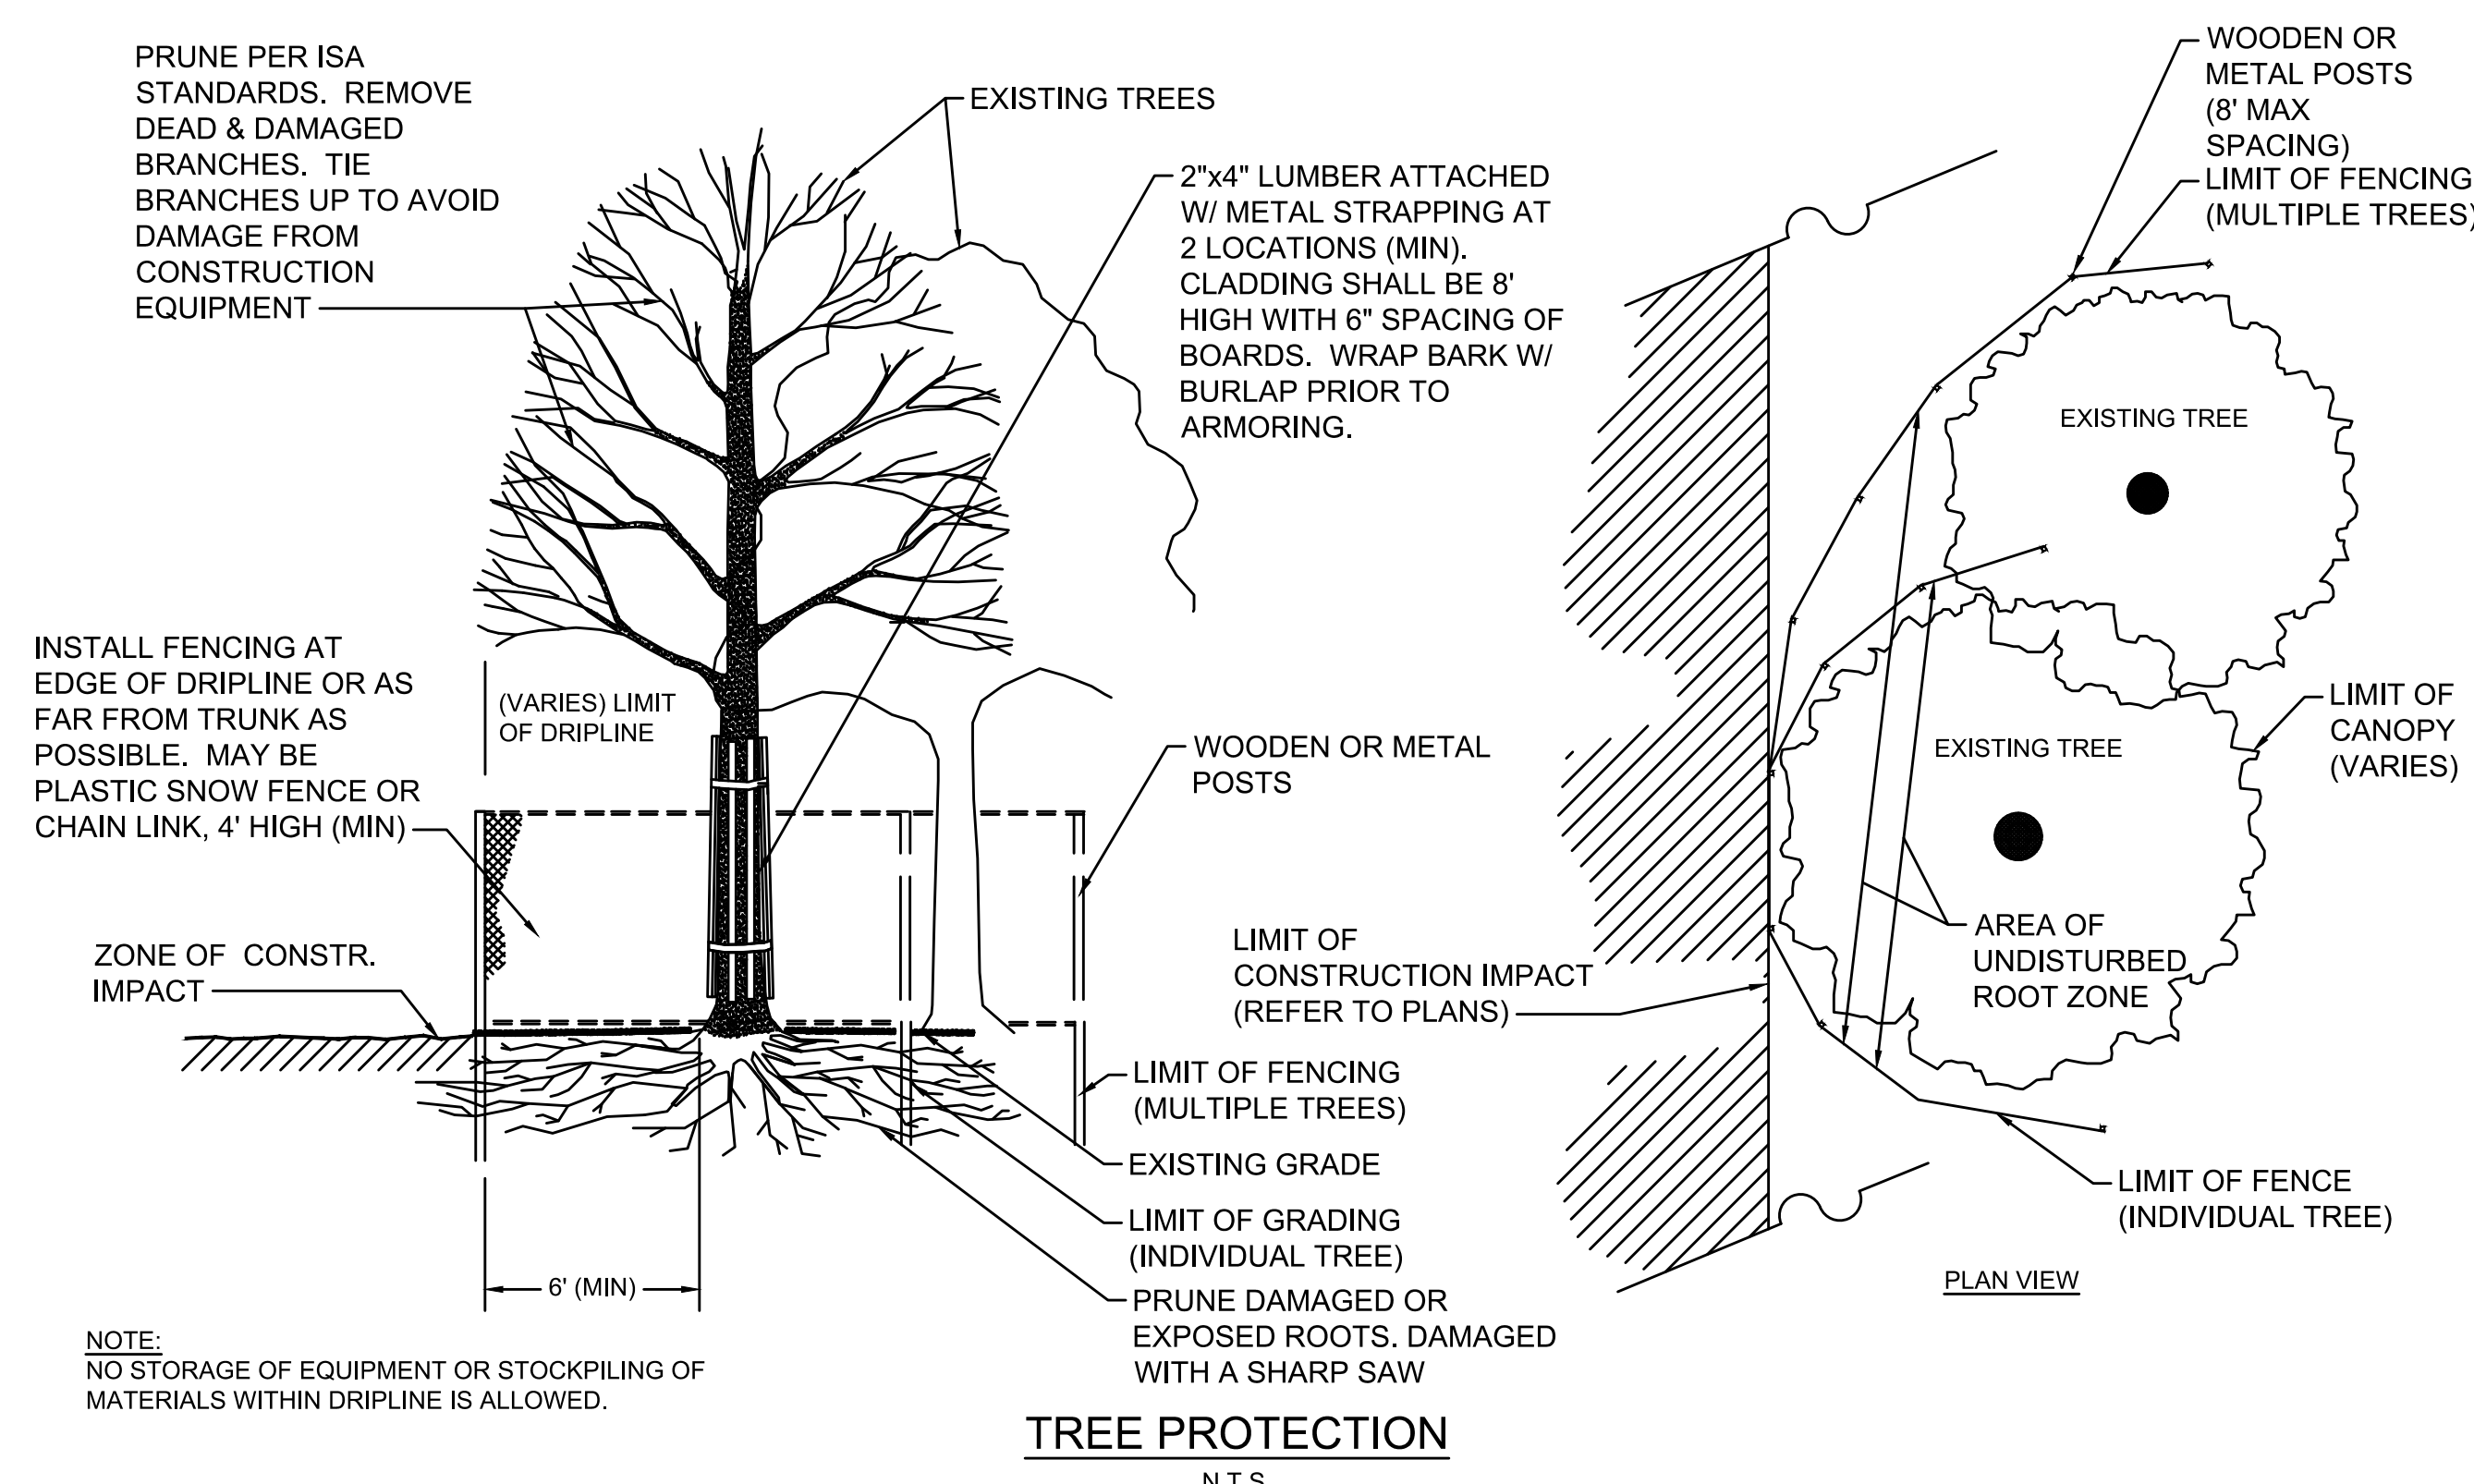 PRUNE PER ISA
STANDARDS. REMOVE
DEAD & DAMAGED
BRANCHES. TIE
BRANCHES UP TO AVOID
DAMAGE FROM
CONSTRUCTION
EQUIPMENT
EXISTING TREES
2"x4" LUMBER ATTACHED
W/ METAL STRAPPING AT
2 LOCATIONS (MIN).
CLADDING SHALL BE 8'
HIGH WITH 6" SPACING OF
BOARDS. WRAP BARK W/
BURLAP PRIOR TO
ARMORING.
INSTALL FENCING AT
EDGE OF DRIPLINE OR AS
FAR FROM TRUNK AS
POSSIBLE. MAY BE
PLASTIC SNOW FENCE OR
CHAIN LINK, 4' HIGH (MIN)
(VARIES) LIMIT
OF DRIPLINE
WOODEN OR METAL
POSTS
ZONE OF CONSTR.
IMPACT
LIMIT OF
CONSTRUCTION IMPACT
(REFER TO PLANS)
LIMIT OF FENCING
(MULTIPLE TREES)
EXISTING GRADE
LIMIT OF GRADING
(INDIVIDUAL TREE)
PRUNE DAMAGED OR
EXPOSED ROOTS. DAMAGED
WITH A SHARP SAW
6' (MIN)
NOTE:
NO STORAGE OF EQUIPMENT OR STOCKPILING OF
MATERIALS WITHIN DRIPLINE IS ALLOWED.
WOODEN OR
METAL POSTS
(8' MAX
SPACING)
LIMIT OF FENCING
(MULTIPLE TREES)
EXISTING TREE
EXISTING TREE
LIMIT OF
CANOPY
(VARIES)
AREA OF
UNDISTURBED
ROOT ZONE
LIMIT OF FENCE
(INDIVIDUAL TREE)
PLAN VIEW
TREE PROTECTION
N.T.S.